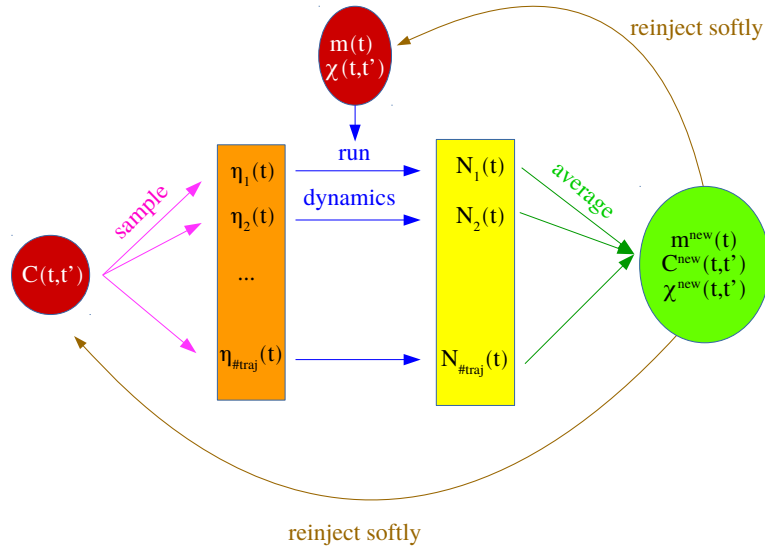 reinject softly
m(t)
χ(t,t’)
run
dynamics
sample
average
C(t,t’)
η₁(t)
η₂(t)
...
η#traj(t)
N₁(t)
N₂(t)
N#traj(t)
mⁿᵉʷ(t)
Cⁿᵉʷ(t,t’)
χⁿᵉʷ(t,t’)
reinject softly